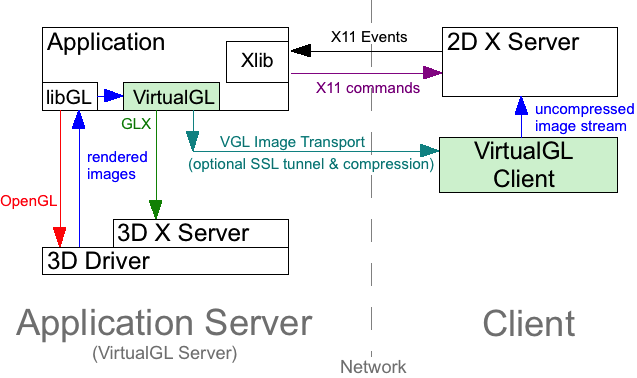 Application
Xlib
libGL
VirtualGL
X11 Events
X11 commands
2D X Server
uncompressed
image stream
GLX
VGL Image Transport
(optional SSL tunnel & compression)
VirtualGL
Client
rendered
images
OpenGL
3D X Server
3D Driver
Application Server
(VirtualGL Server)
Client
Network